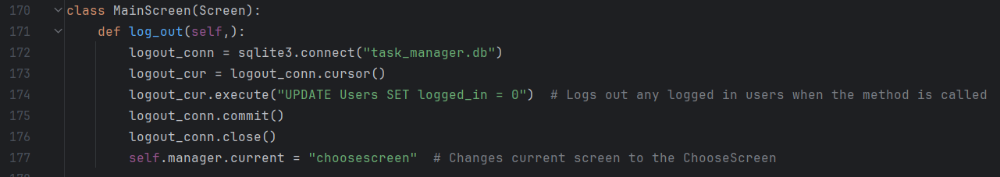 170 class MainScreen(Screen):
171 def log_out(self,):
172 logout_conn = sqlite3.connect("task_manager.db")
173 logout_cur = logout_conn.cursor()
174 logout_cur.execute("UPDATE Users SET logged_in = 0")  # Logs out any logged in users when the method is called
175 logout_conn.commit()
176 logout_conn.close()
177 self.manager.current = "choosescreen"  # Changes current screen to the ChooseScreen